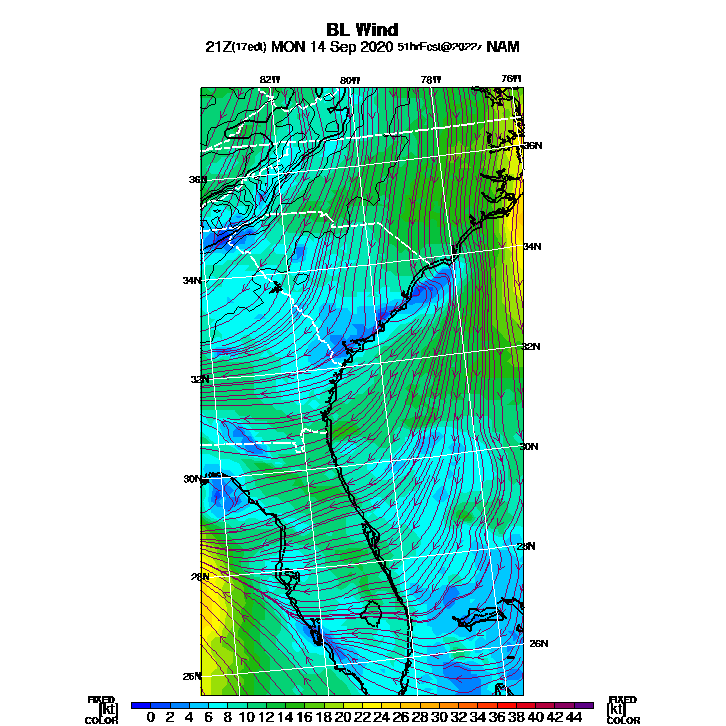 BL Wind
21Z(17edt) MON 14 Sep 2020 51hrFcst@2022z NAM
82W 80W 78W 76W
36N
36N
34N
34N
32N
32N
30N
30N
28N
28N
26N
26N
FIXED FIXED
[kt] 0 2 4 6 8 10 12 14 16 18 20 22 24 26 28 30 32 34 36 38 40 42 44 [kt]
COLOR COLOR